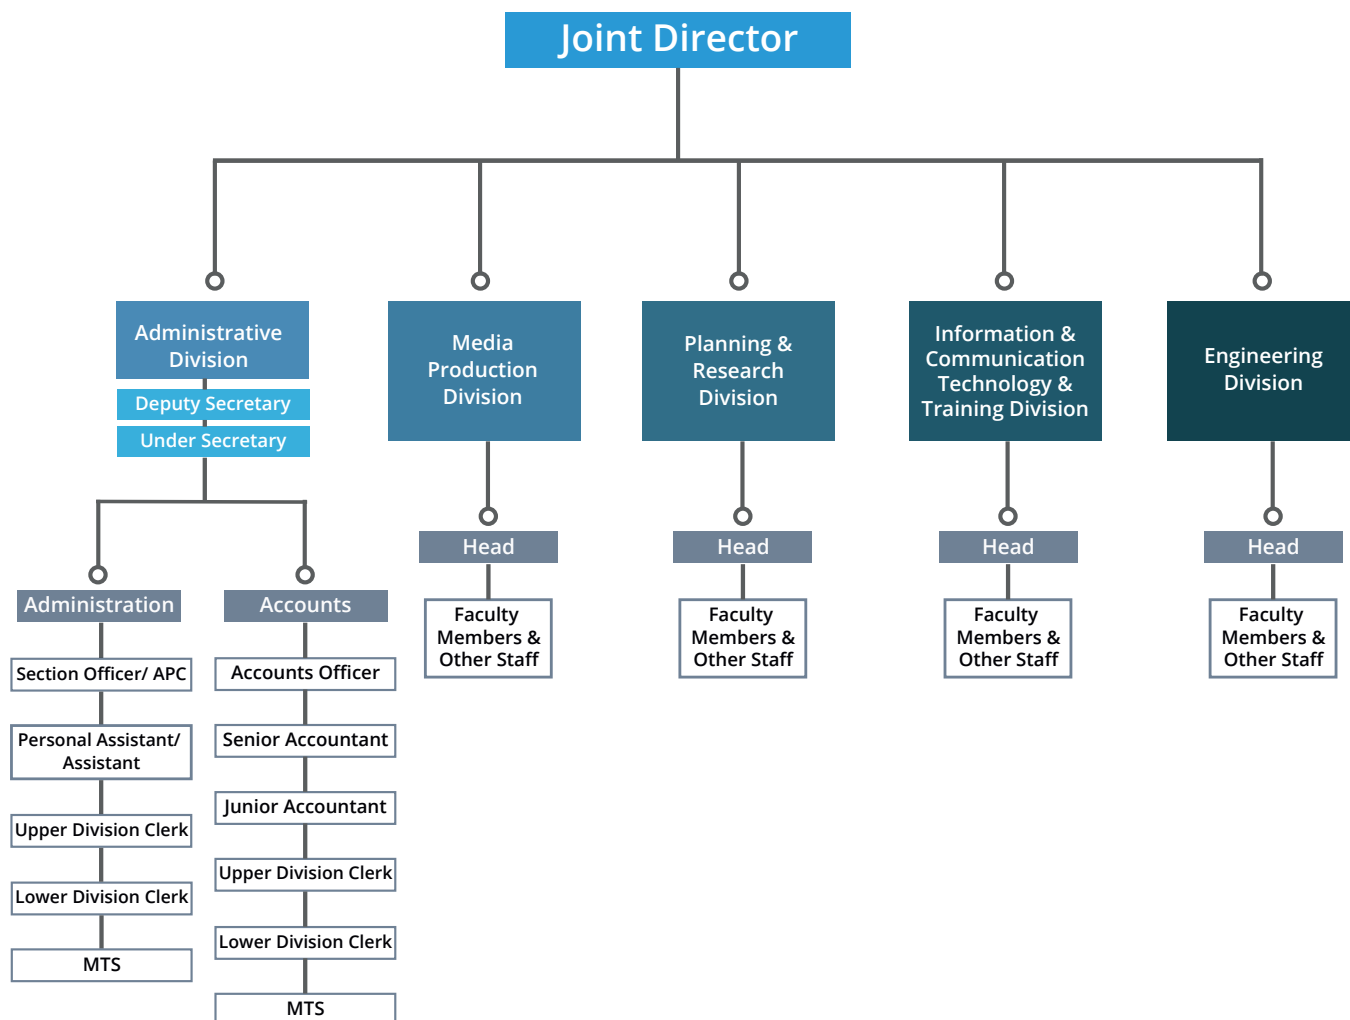 Joint Director
Administrative
Division
Deputy Secretary
Under Secretary
Media
Production
Division
Planning &
Research
Division
Information &
Communication
Technology &
Training Division
Engineering
Division
Head
Head
Head
Head
Faculty
Members &
Other Staff
Faculty
Members &
Other Staff
Faculty
Members &
Other Staff
Faculty
Members &
Other Staff
Administration
Section Officer/ APC
Personal Assistant/
Assistant
Upper Division Clerk
Lower Division Clerk
MTS
Accounts
Accounts Officer
Senior Accountant
Junior Accountant
Upper Division Clerk
Lower Division Clerk
MTS